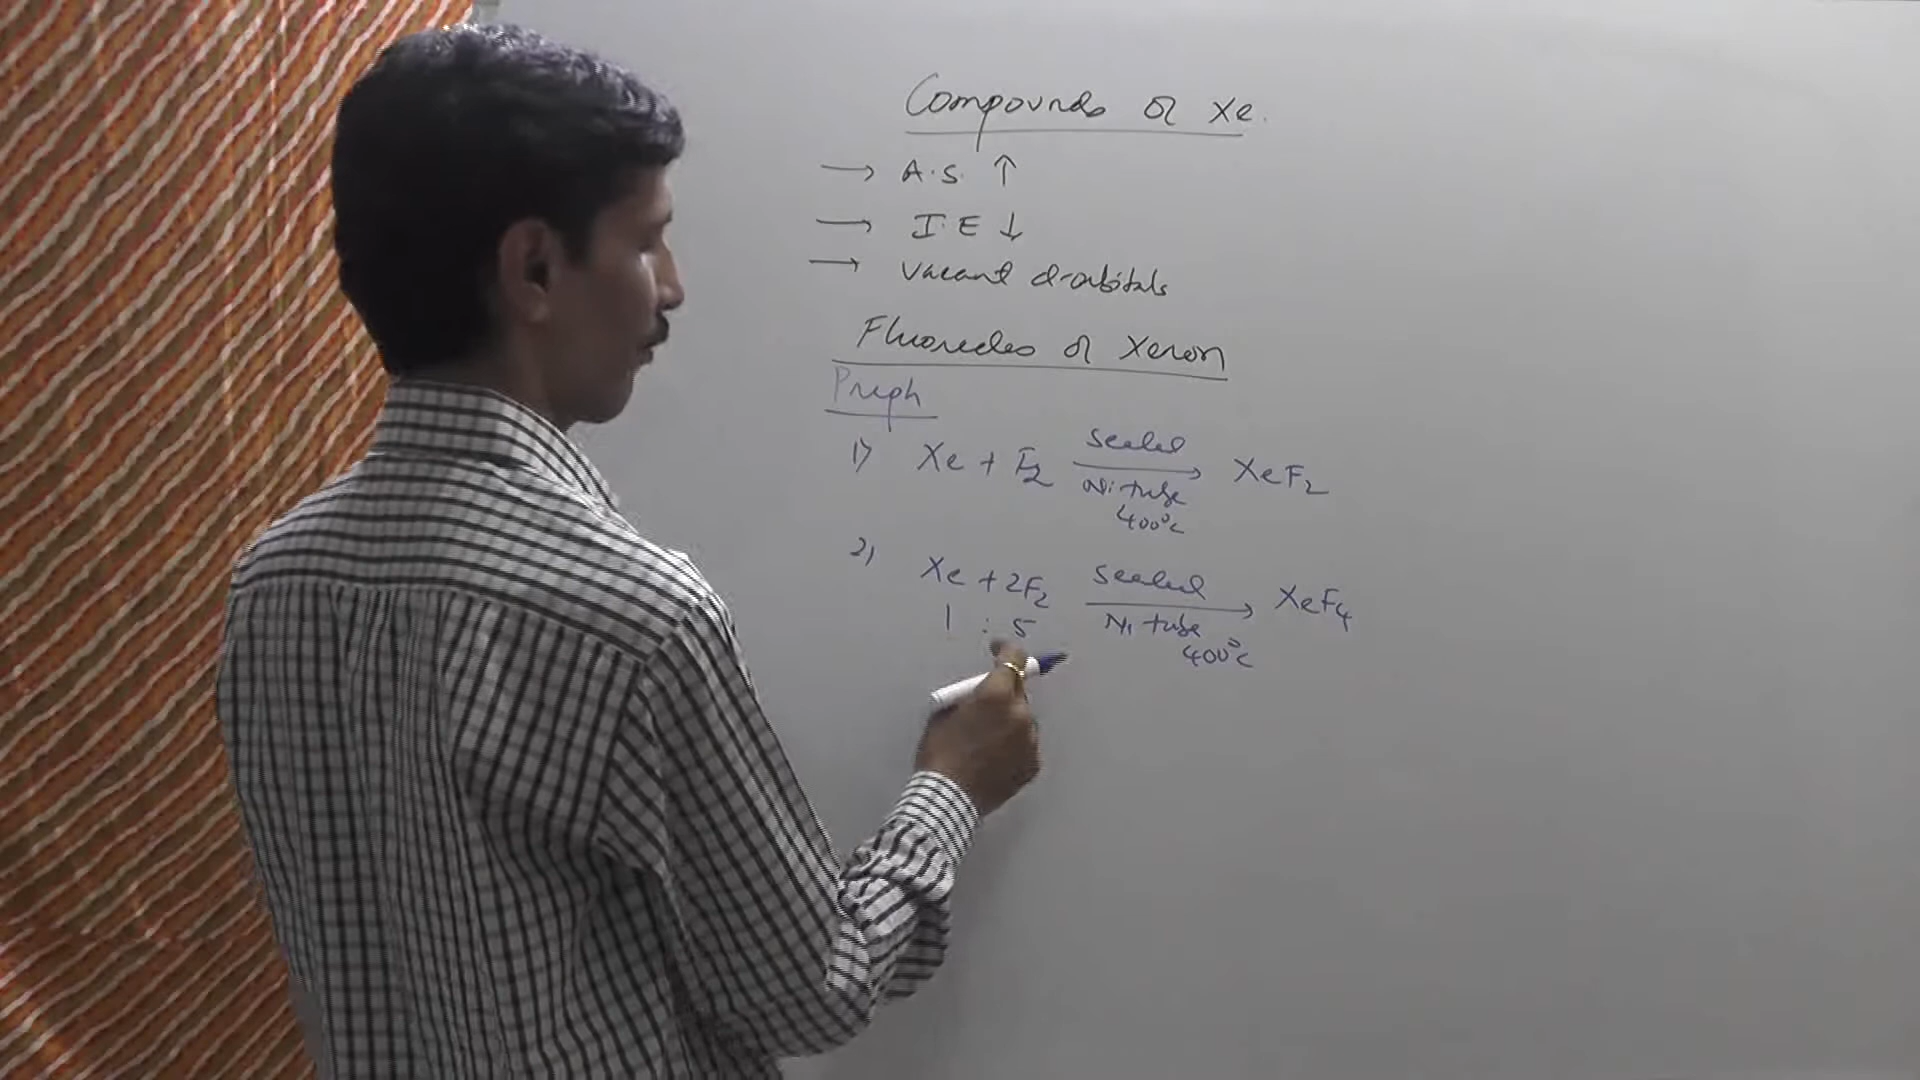 Compounds of Xe.
→ A.S. ↑
→ I.E ↓
→ vacant d-orbitals
Fluorides of Xenon
Prepn
1) Xe + F2 sealed → Ni tube 400°C XeF2
2) Xe + 2F2 sealed → Ni tube 400°C XeF4
1 : 5